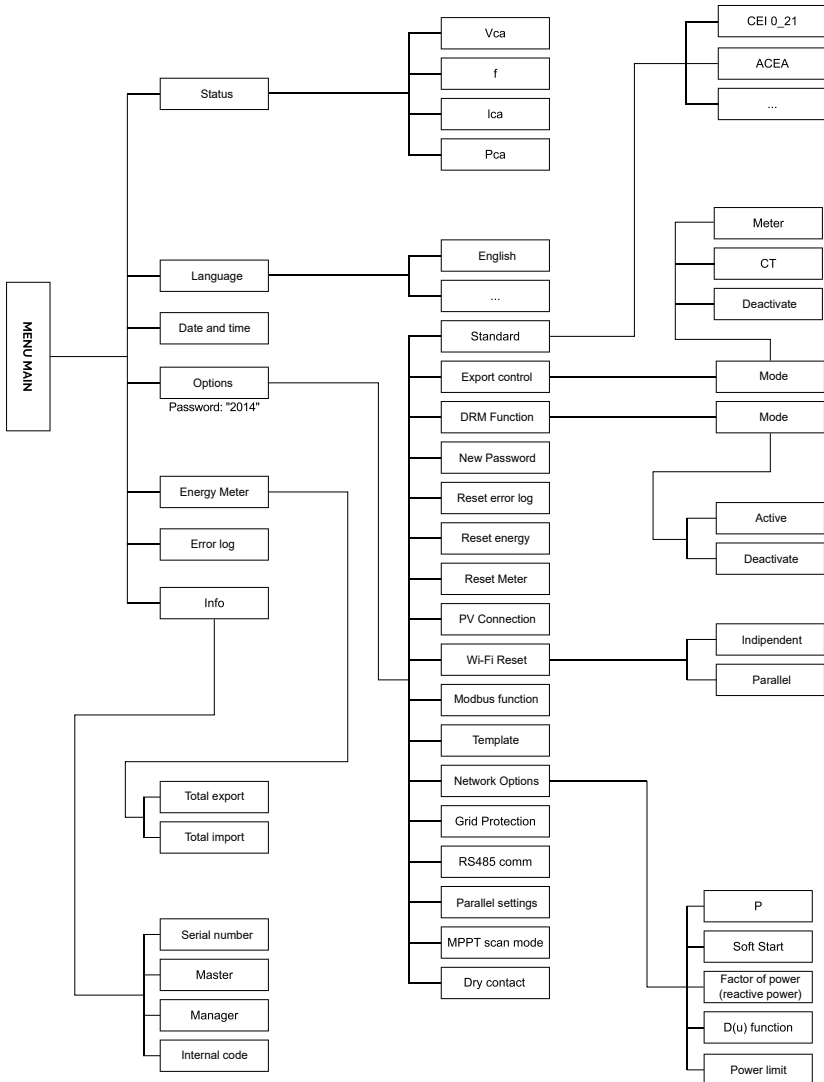 MENU MAIN
Status
Vca
f
Ica
Pca
Language
English
...
Date and time
Options
Password: "2014"
Standard
CEI 0_21
ACEA
...
Export control
Mode
Meter
CT
Deactivate
DRM Function
Mode
Active
Deactivate
New Password
Reset error log
Reset energy
Reset Meter
PV Connection
Wi-Fi Reset
Indipendent
Parallel
Modbus function
Template
Network Options
P
Soft Start
Factor of power
(reactive power)
D(u) function
Power limit
Grid Protection
RS485 comm
Parallel settings
MPPT scan mode
Dry contact
Energy Meter
Total export
Total import
Error log
Info
Serial number
Master
Manager
Internal code